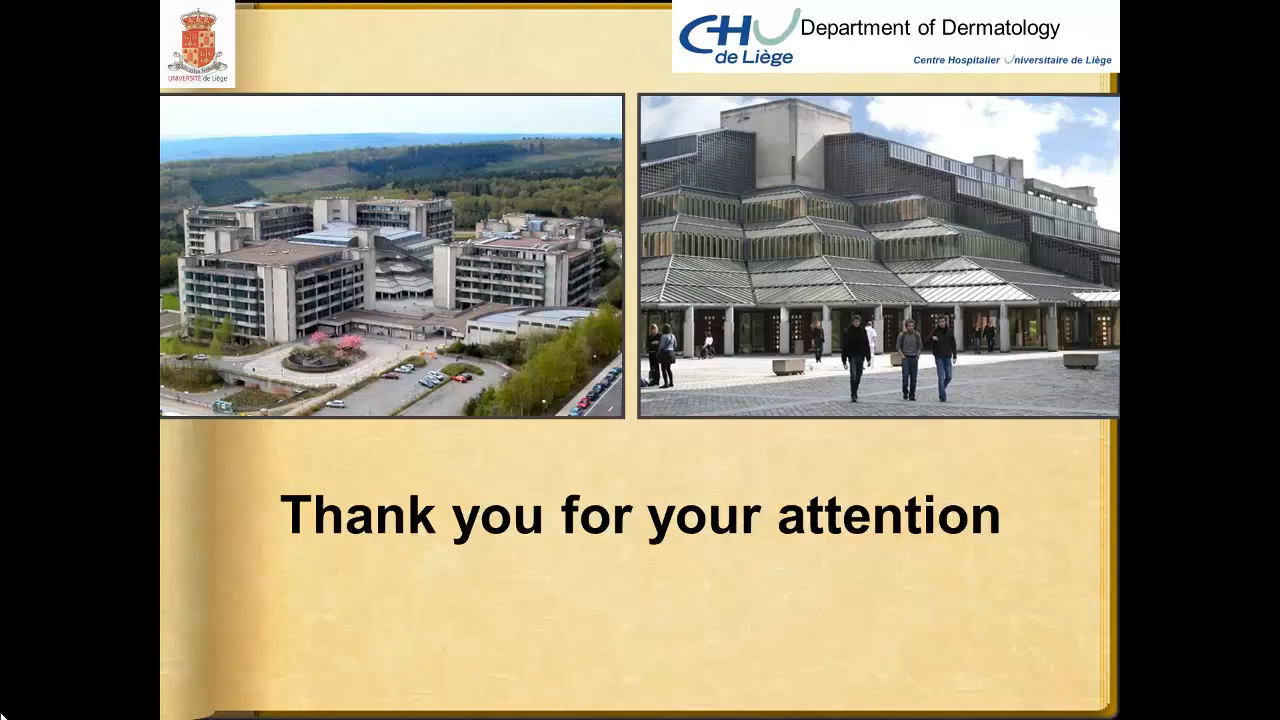 UNIVERSITÉ de Liège
CHU
de Liège
Department of Dermatology
Centre Hospitalier Universitaire de Liège
Thank you for your attention